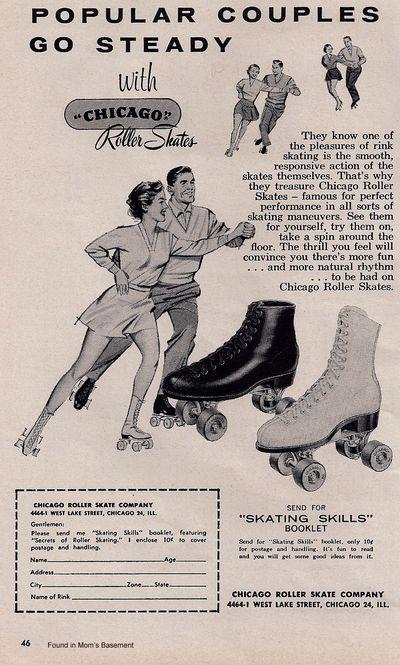 POPULAR COUPLES
GO STEADY
with
"CHICAGO"
Roller Skates
They know one of
the pleasures of rink
skating is the smooth,
responsive action of the
skates themselves. That's why
they treasure Chicago Roller
Skates – famous for perfect
performance in all sorts of
skating maneuvers. See them
for yourself, try them on,
take a spin around the
floor. The thrill you feel will
convince you there's more fun
... and more natural rhythm
... to be had on
Chicago Roller Skates.
CHICAGO ROLLER SKATE COMPANY
4464-1 WEST LAKE STREET, CHICAGO 24, ILL.
Gentlemen:
Please send me "Skating Skills" booklet, featuring
"Secrets of Roller Skating." I enclose 10¢ to cover
postage and handling.
Name Age
Address
City Zone State
Name of Rink
SEND FOR
"SKATING SKILLS"
BOOKLET
Send for "Skating Skills" booklet, only 10¢
for postage and handling. It's fun to read
and you will get some good ideas from it.
CHICAGO ROLLER SKATE COMPANY
4464-1 WEST LAKE STREET, CHICAGO 24, ILL.
46 Found in Mom's Basement